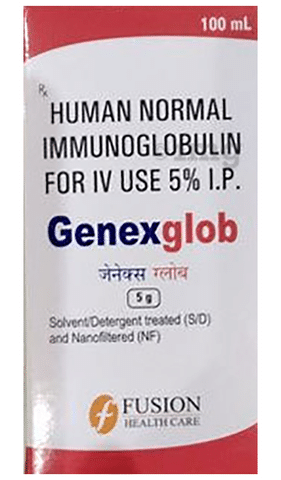 100 mL
Rx
HUMAN NORMAL
IMMUNOGLOBULIN
FOR IV USE 5% I.P.
Genexglob
जेनेक्स ग्लोब
5 g
Solvent/Detergent treated (S/D)
and Nanofiltered (NF)
f FUSION
HEALTH CARE